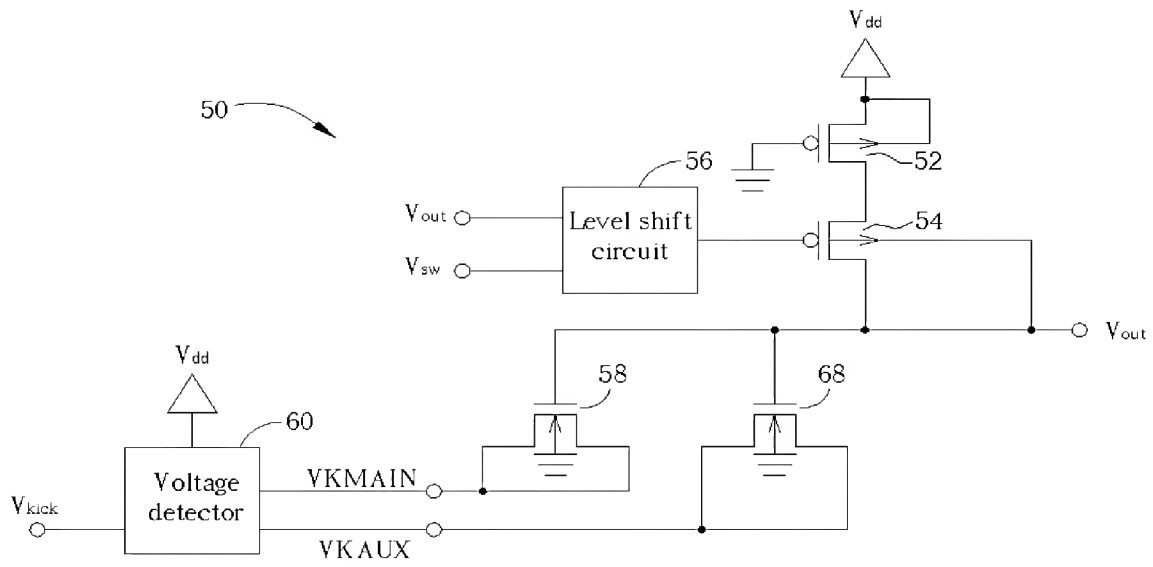 Vdd
50
52
56
Vout
Level shift
circuit
54
Vsw
Vout
Vdd
58
68
60
Voltage
detector
VKMAIN
Vkick
VKAUX